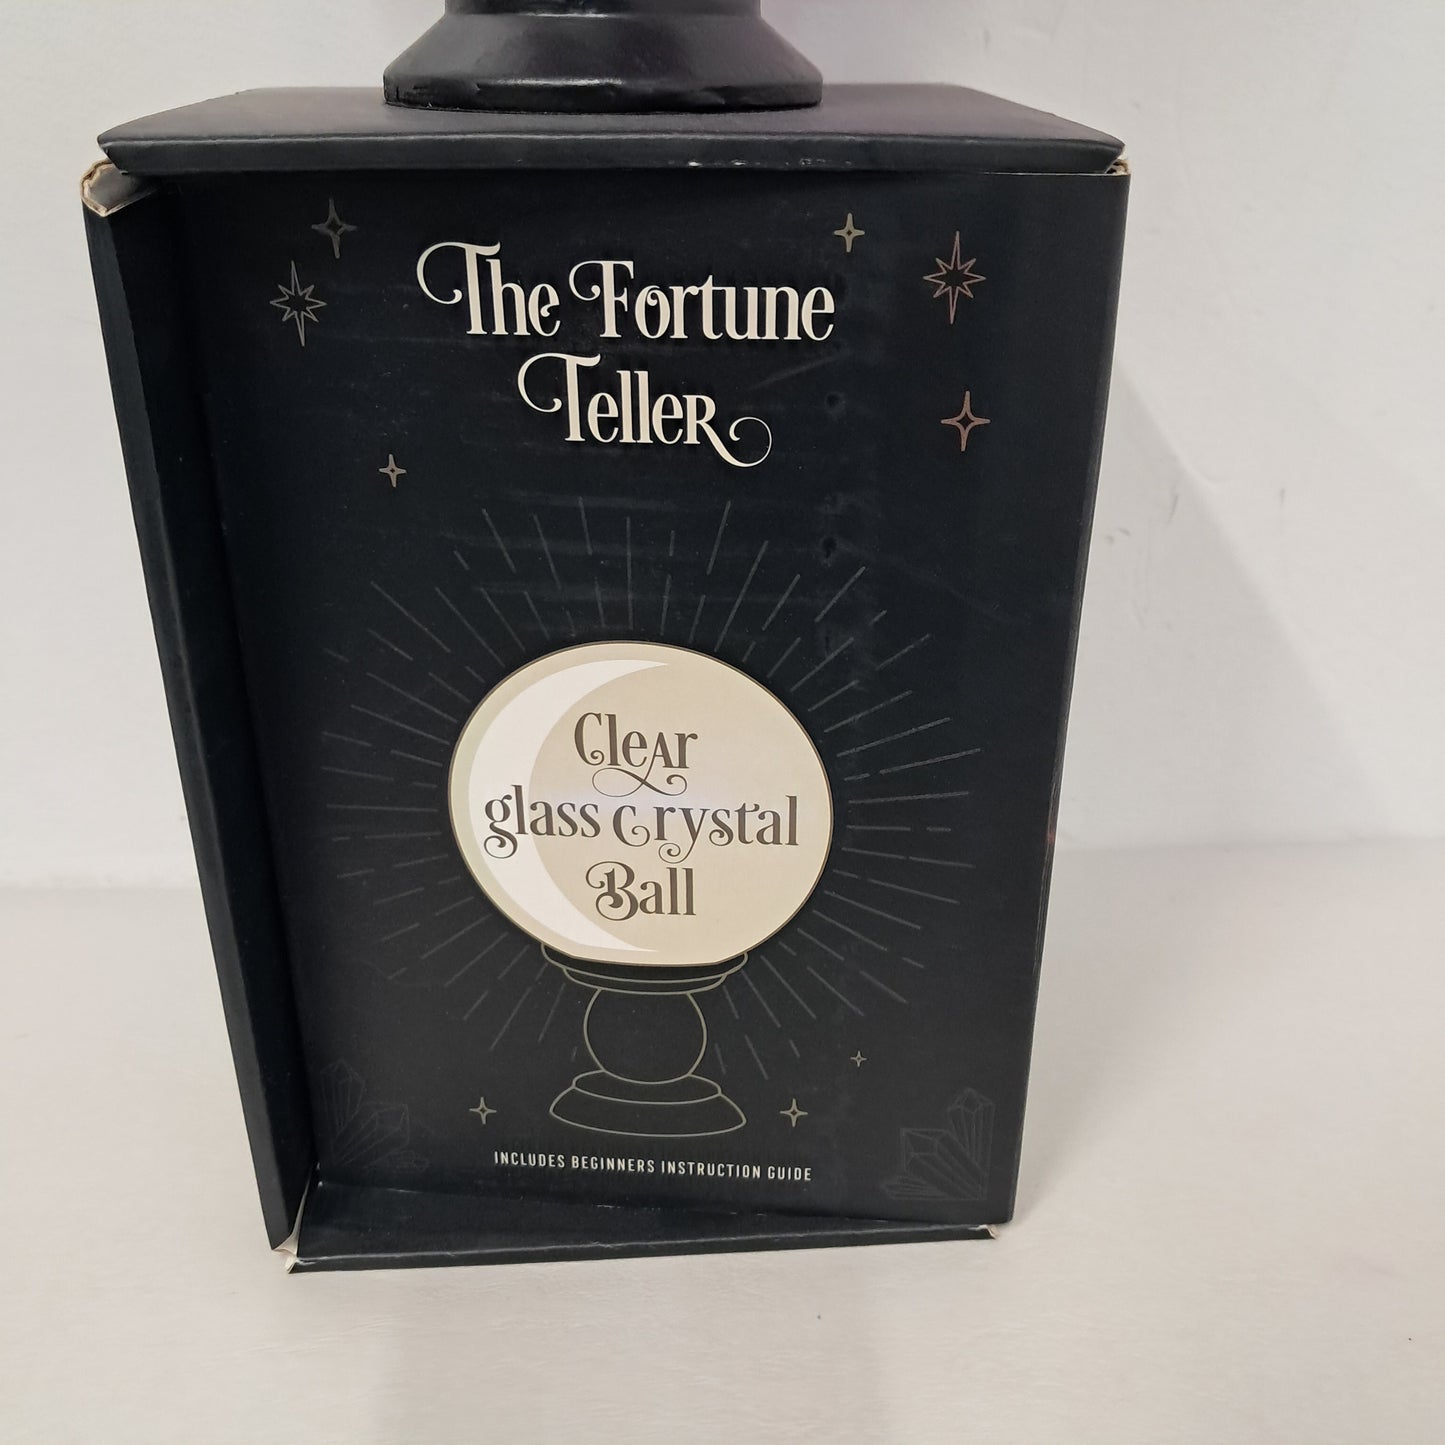 The Fortune
Teller
Clear
glass crystal
Ball
INCLUDES BEGINNERS INSTRUCTION GUIDE